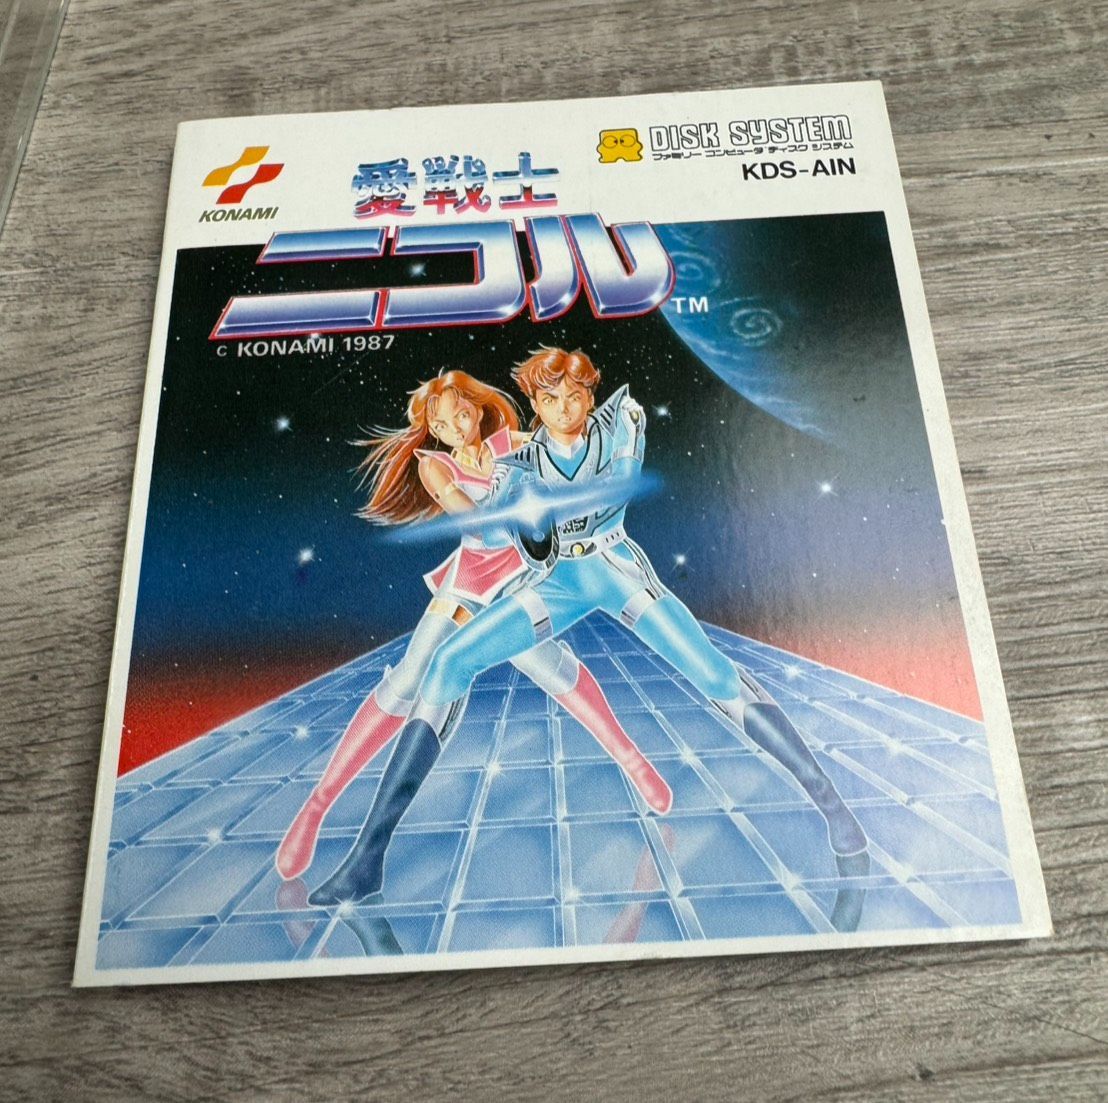 KONAMI
DISK SYSTEM
ファミリー コンピュータ ディスク システム
KDS-AIN
愛戦士
ニコル
TM
C KONAMI 1987